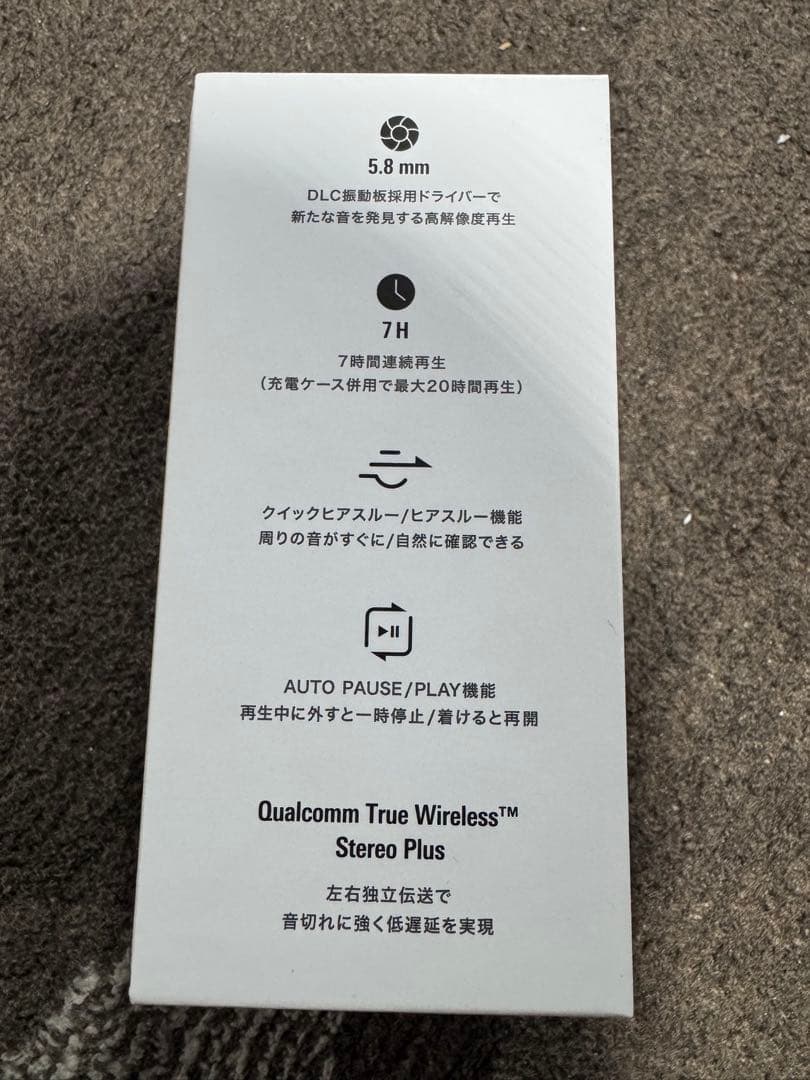 5.8 mm
DLC振動板採用ドライバーで
新たな音を発見する高解像度再生
7H
7時間連続再生
（充電ケース併用で最大20時間再生）
クイックヒアスルー/ヒアスルー機能
周りの音がすぐに/自然に確認できる
AUTO PAUSE/PLAY機能
再生中に外すと一時停止/着けると再開
Qualcomm True Wireless™
Stereo Plus
左右独立伝送で
音切れに強く低遅延を実現